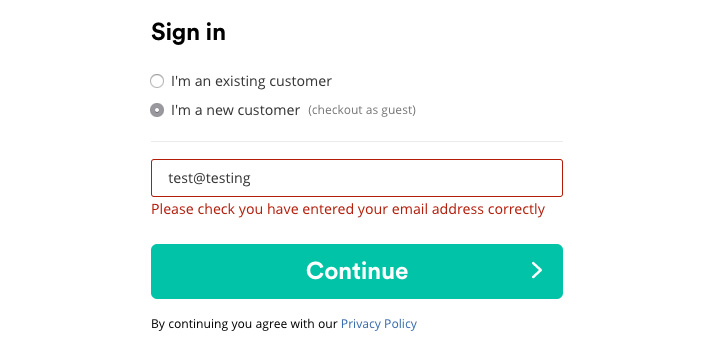 Sign in
I'm an existing customer
I'm a new customer (checkout as guest)
test@testing
Please check you have entered your email address correctly
Continue
By continuing you agree with our Privacy Policy